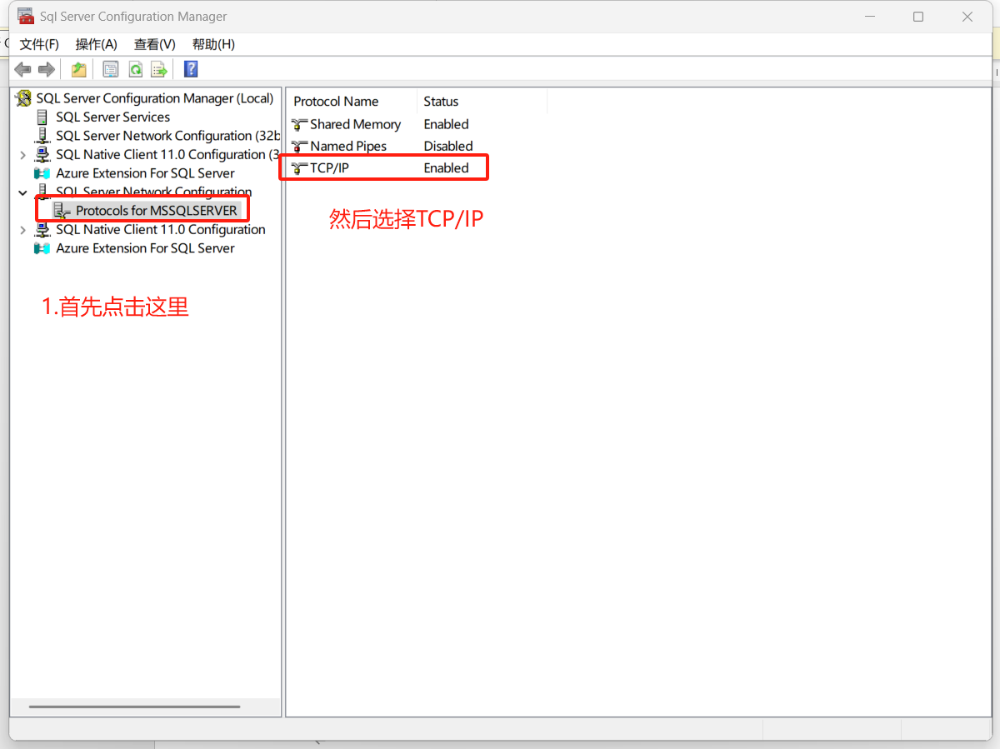 Sql Server Configuration Manager
文件(F) 操作(A) 查看(V) 帮助(H)
SQL Server Configuration Manager (Local)
SQL Server Services
SQL Server Network Configuration (32b
SQL Native Client 11.0 Configuration (3
Azure Extension For SQL Server
SQL Server Network Configuration
Protocols for MSSQLSERVER
SQL Native Client 11.0 Configuration
Azure Extension For SQL Server
1.首先点击这里
Protocol Name Status
Shared Memory Enabled
Named Pipes Disabled
TCP/IP Enabled
然后选择TCP/IP